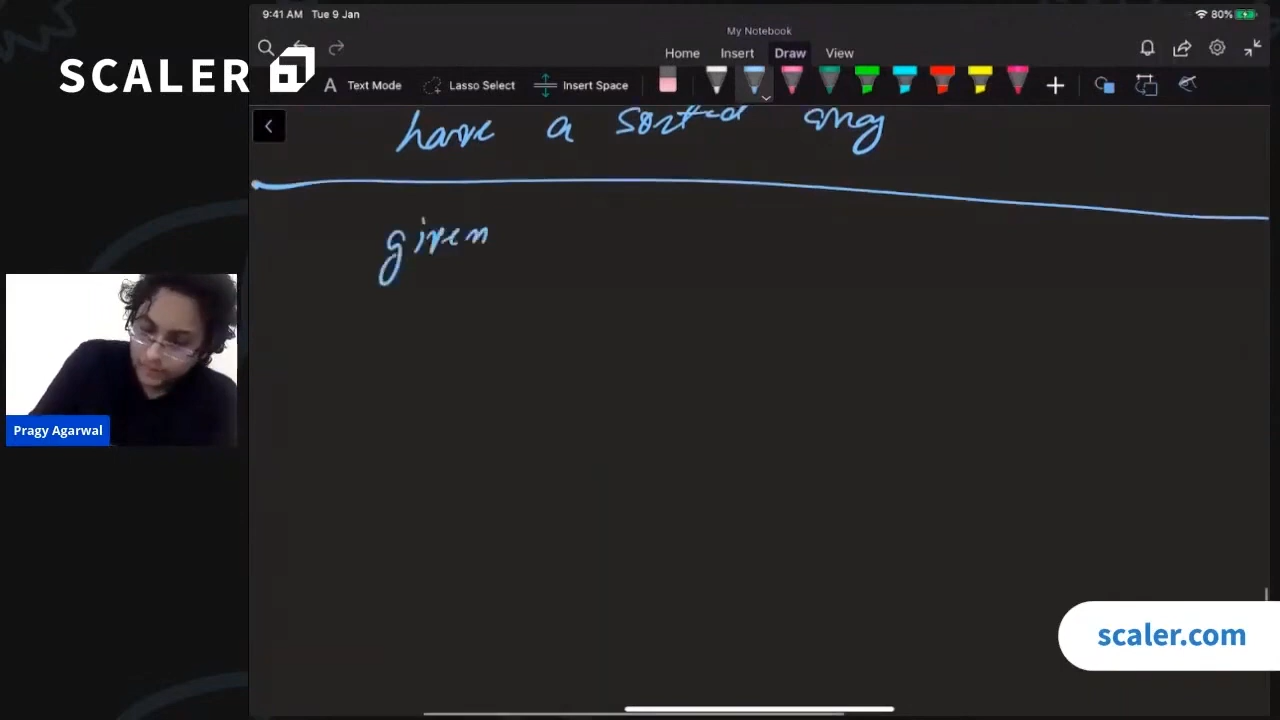 9:41 AM Tue 9 Jan
80%
My Notebook
Home Insert Draw View
SCALER
A Text Mode Lasso Select Insert Space
have a sorted array
given
Pragy Agarwal
scaler.com